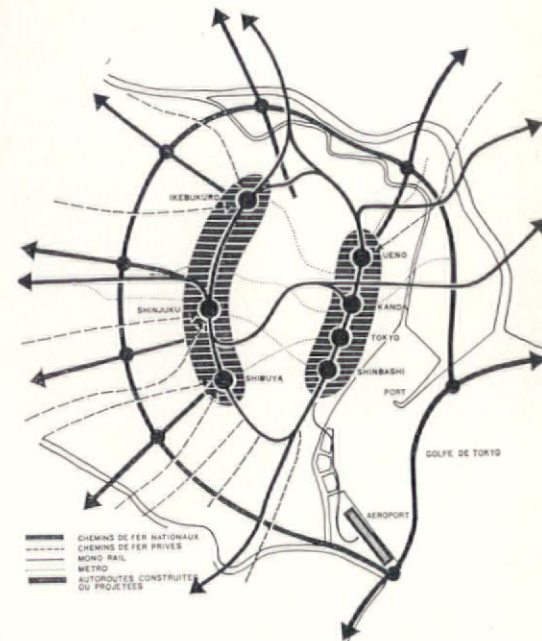 IKEBUKURO
UENO
SHINJUKU
KANDA
TOKYO
SHIBUYA
SHINBASHI
PORT
GOLFE DE TOKYO
AEROPORT
CHEMINS DE FER NATIONAUX
CHEMINS DE FER PRIVES
MONO RAIL
METRO
AUTOROUTES CONSTRUITES
OU PROJETEES